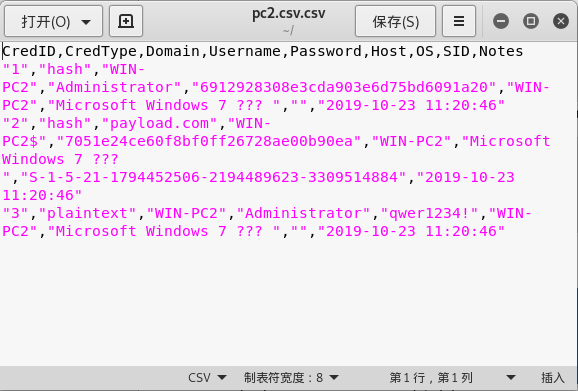 打开(O)
pc2.csv.csv
~/
保存(S)
CredID,CredType,Domain,Username,Password,Host,OS,SID,Notes
"1","hash","WIN-
PC2","Administrator","6912928308e3cda903e6d75bd6091a20","WIN-
PC2","Microsoft Windows 7 ??? ","","2019-10-23 11:20:46"
"2","hash","payload.com","WIN-
PC2$","7051e24ce60f8bf0ff26728ae00b90ea","WIN-PC2","Microsoft
Windows 7 ???
","S-1-5-21-1794452506-2194489623-3309514884","2019-10-23
11:20:46"
"3","plaintext","WIN-PC2","Administrator","qwer1234!","WIN-
PC2","Microsoft Windows 7 ??? ","","2019-10-23 11:20:46"
CSV 制表符宽度：8 第1行，第1列 插入